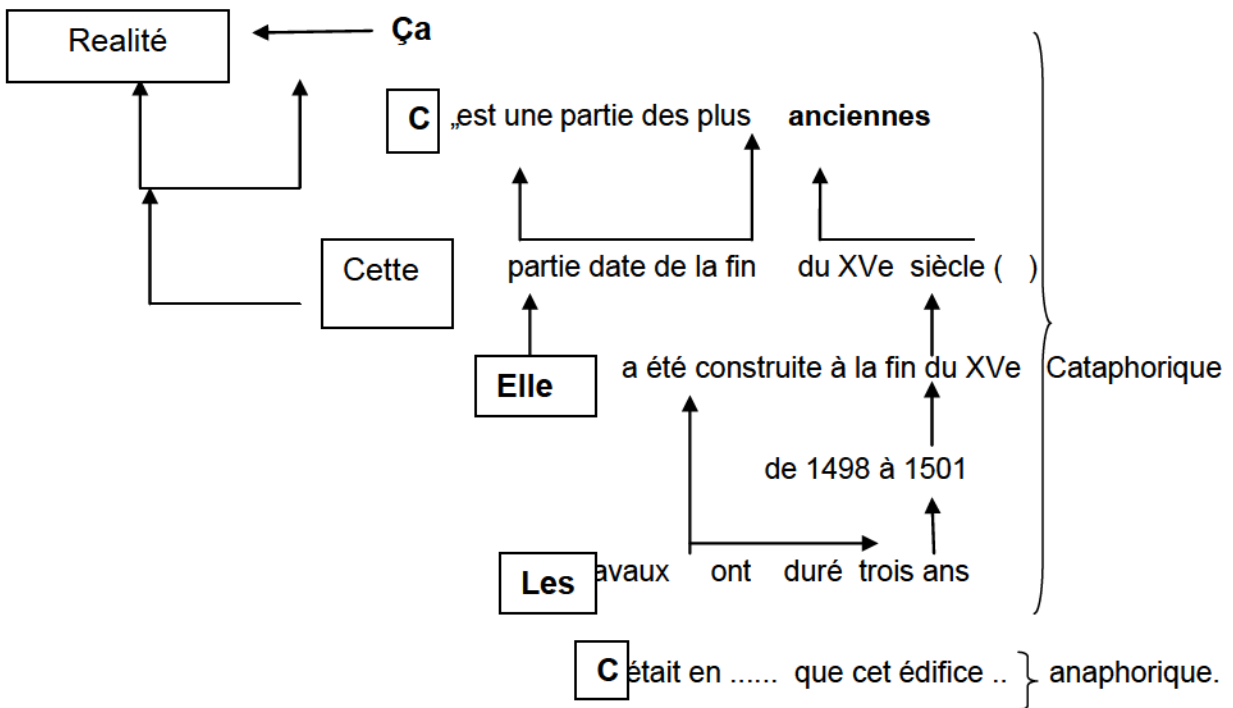 Realité Ça
C „est une partie des plus anciennes
Cette partie date de la fin du XVe siècle ( )
Elle a été construite à la fin du XVe Cataphorique
de 1498 à 1501
Les avaux ont duré trois ans
C était en ...... que cet édifice .. anaphorique.